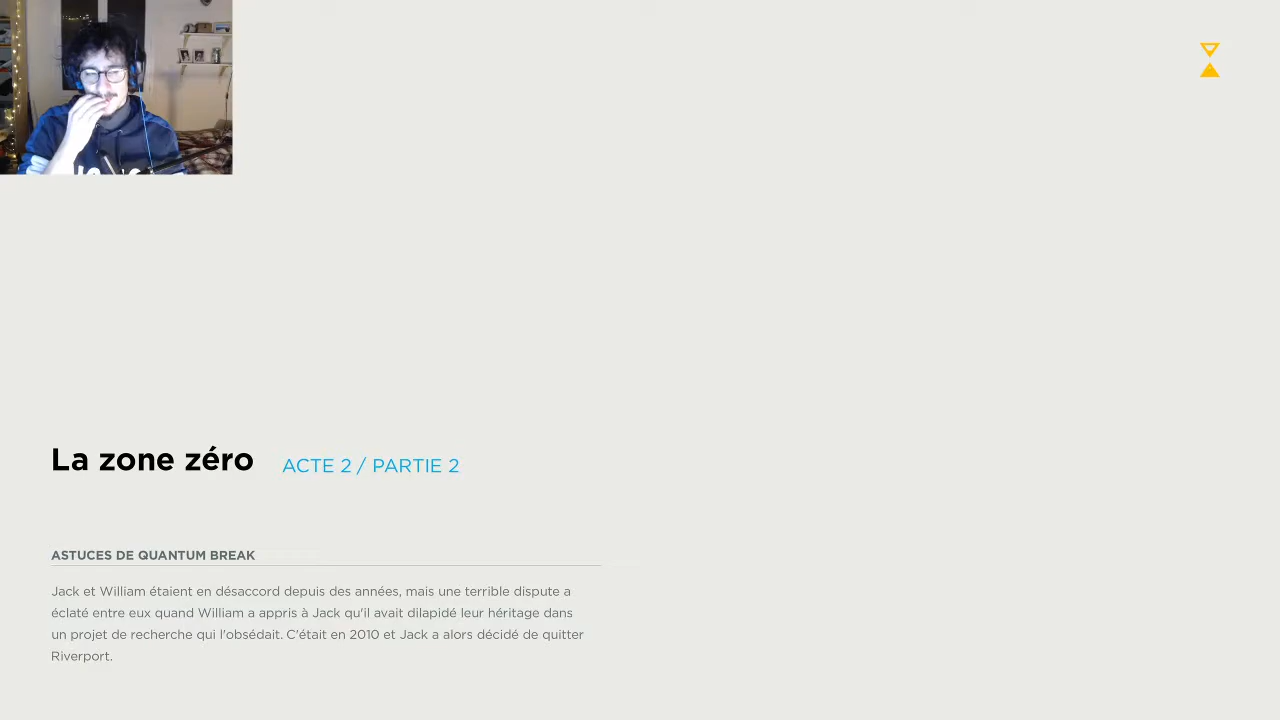 La zone zéro ACTE 2 / PARTIE 2
ASTUCES DE QUANTUM BREAK
Jack et William étaient en désaccord depuis des années, mais une terrible dispute a
éclaté entre eux quand William a appris à Jack qu'il avait dilapidé leur héritage dans
un projet de recherche qui l'obsédait. C'était en 2010 et Jack a alors décidé de quitter
Riverport.